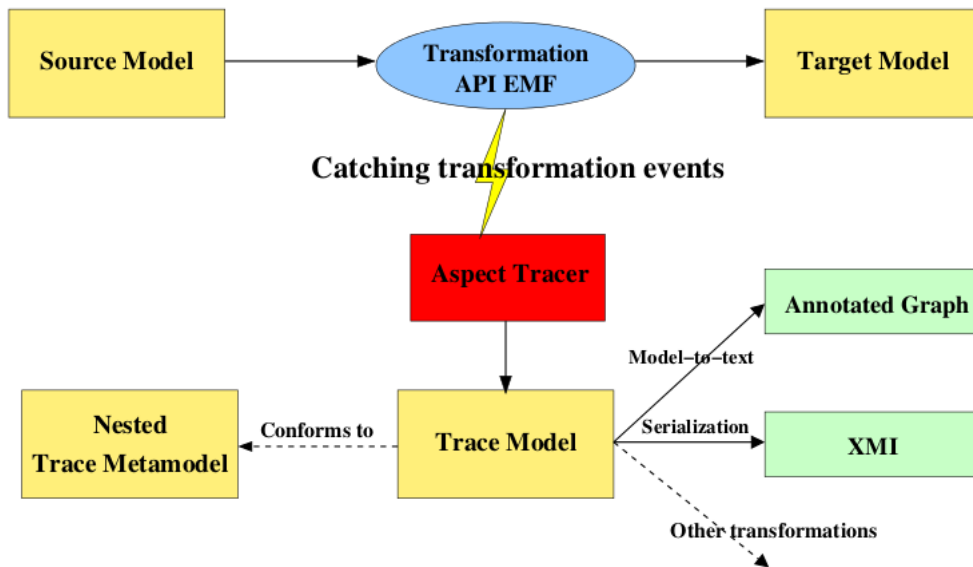 Source Model
Transformation
API EMF
Target Model
Catching transformation events
Aspect Tracer
Annotated Graph
Model-to-text
Nested
Trace Metamodel
Conforms to
Trace Model
Serialization
XMI
Other transformations